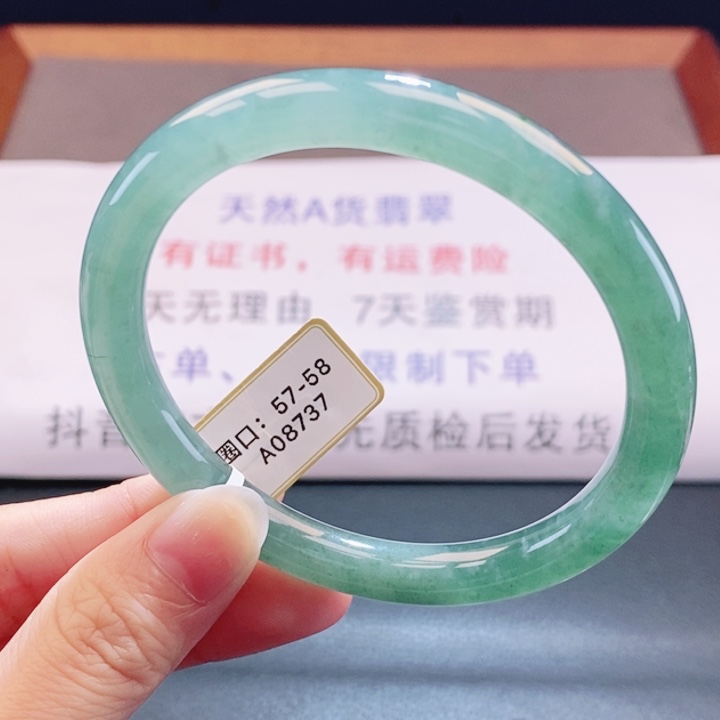 天然A货翡翠
有证书，有运费险
天无理由 7天鉴赏期
单、 限制下单
抖音 先质检后发货
圈口：57-58
A08737